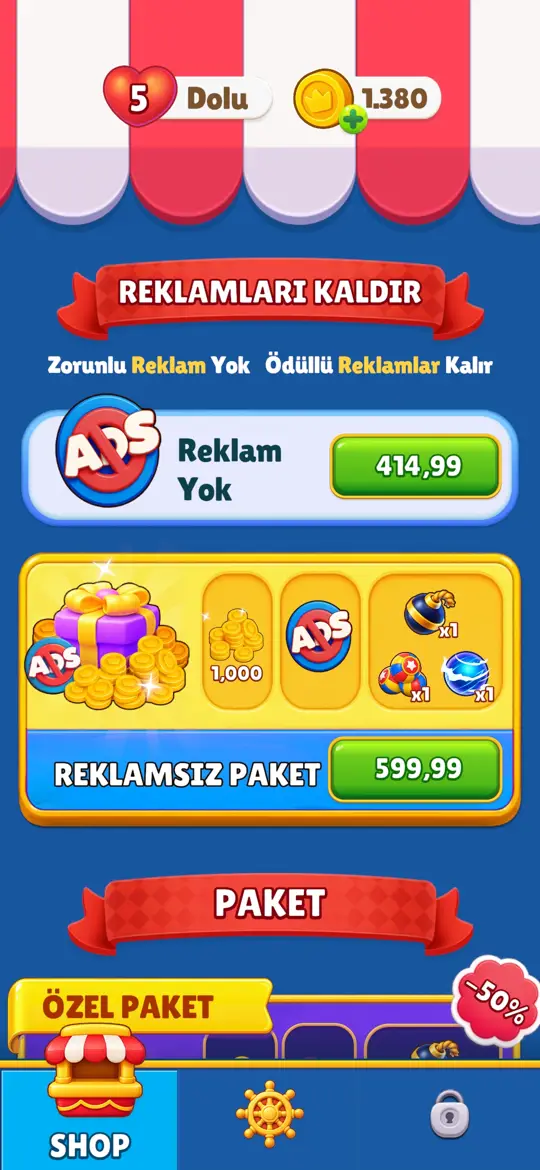 5
Dolu
1.380
REKLAMLARI KALDIR
Zorunlu Reklam Yok Ödüllü Reklamlar Kalır
ADS
Reklam
Yok
414,99
ADS
1,000
ADS
x1
x1
x1
REKLAMSIZ PAKET
599,99
PAKET
ÖZEL PAKET
-50%
SHOP